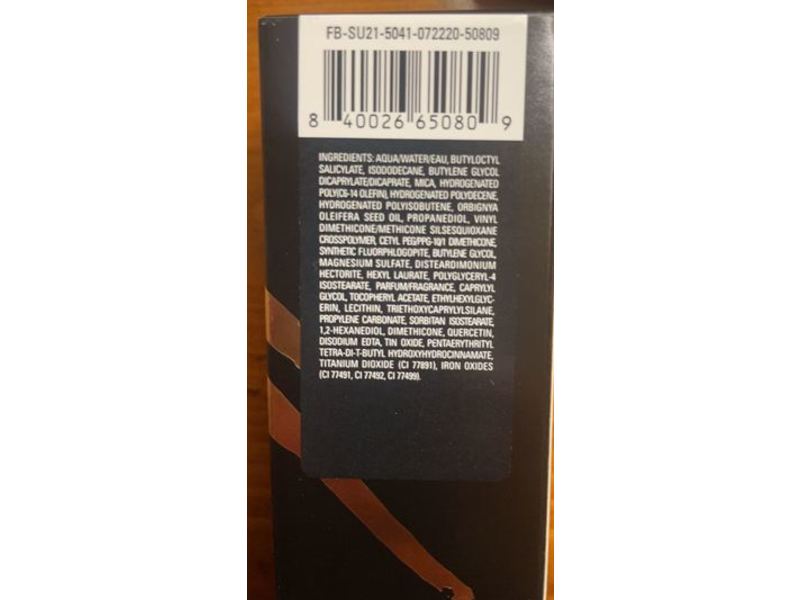 FB-SU21-5041-072220-50809
8 40026 65080 9
INGREDIENTS: AQUA/WATER/EAU, BUTYLOCTYL
SALICYLATE, ISODODECANE, BUTYLENE GLYCOL
DICAPRYLATE/DICAPRATE, MICA, HYDROGENATED
POLY(C6-14 OLEFIN), HYDROGENATED POLYDECENE,
HYDROGENATED POLYISOBUTENE, ORBIGNYA
OLEIFERA SEED OIL, PROPANEDIOL, VINYL
DIMETHICONE/METHICONE SILSESQUIOXANE
CROSSPOLYMER, CETYL PEG/PPG-10/1 DIMETHICONE,
SYNTHETIC FLUORPHLOGOPITE, BUTYLENE GLYCOL,
MAGNESIUM SULFATE, DISTEARDIMONIUM
HECTORITE, HEXYL LAURATE, POLYGLYCERYL-4
ISOSTEARATE, PARFUM/FRAGRANCE, CAPRYLYL
GLYCOL, TOCOPHERYL ACETATE, ETHYLHEXYLGLYC-
ERIN, LECITHIN, TRIETHOXYCAPRYLYLSILANE,
PROPYLENE CARBONATE, SORBITAN ISOSTEARATE,
1,2-HEXANEDIOL, DIMETHICONE, QUERCETIN,
DISODIUM EDTA, TIN OXIDE, PENTAERYTHRITYL
TETRA-DI-T-BUTYL HYDROXYHYDROCINNAMATE,
TITANIUM DIOXIDE (CI 77891), IRON OXIDES
(CI 77491, CI 77492, CI 77499).